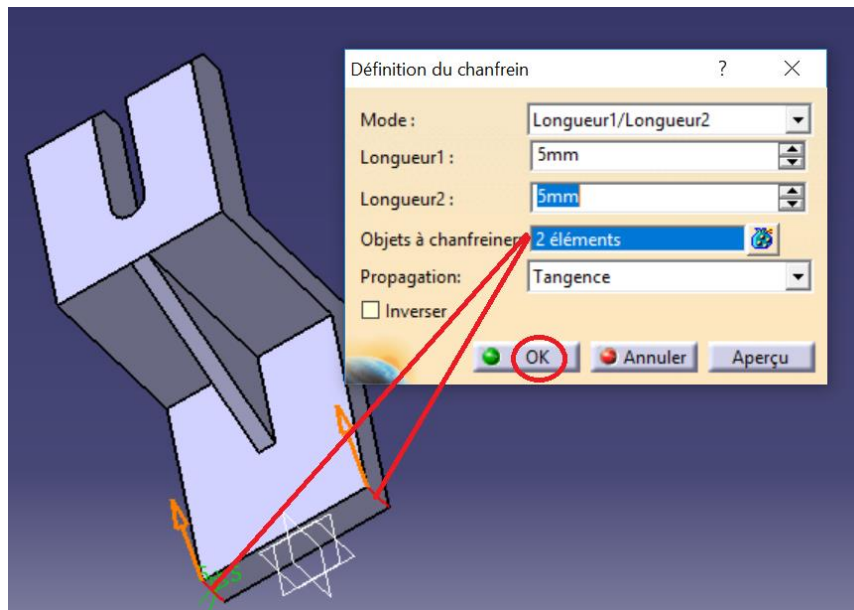 Définition du chanfrein ? ×
Mode : Longueur1/Longueur2
Longueur1 : 5mm
Longueur2 : 5mm
Objets à chanfreiner 2 éléments
Propagation: Tangence
Inverser
OK Annuler Aperçu